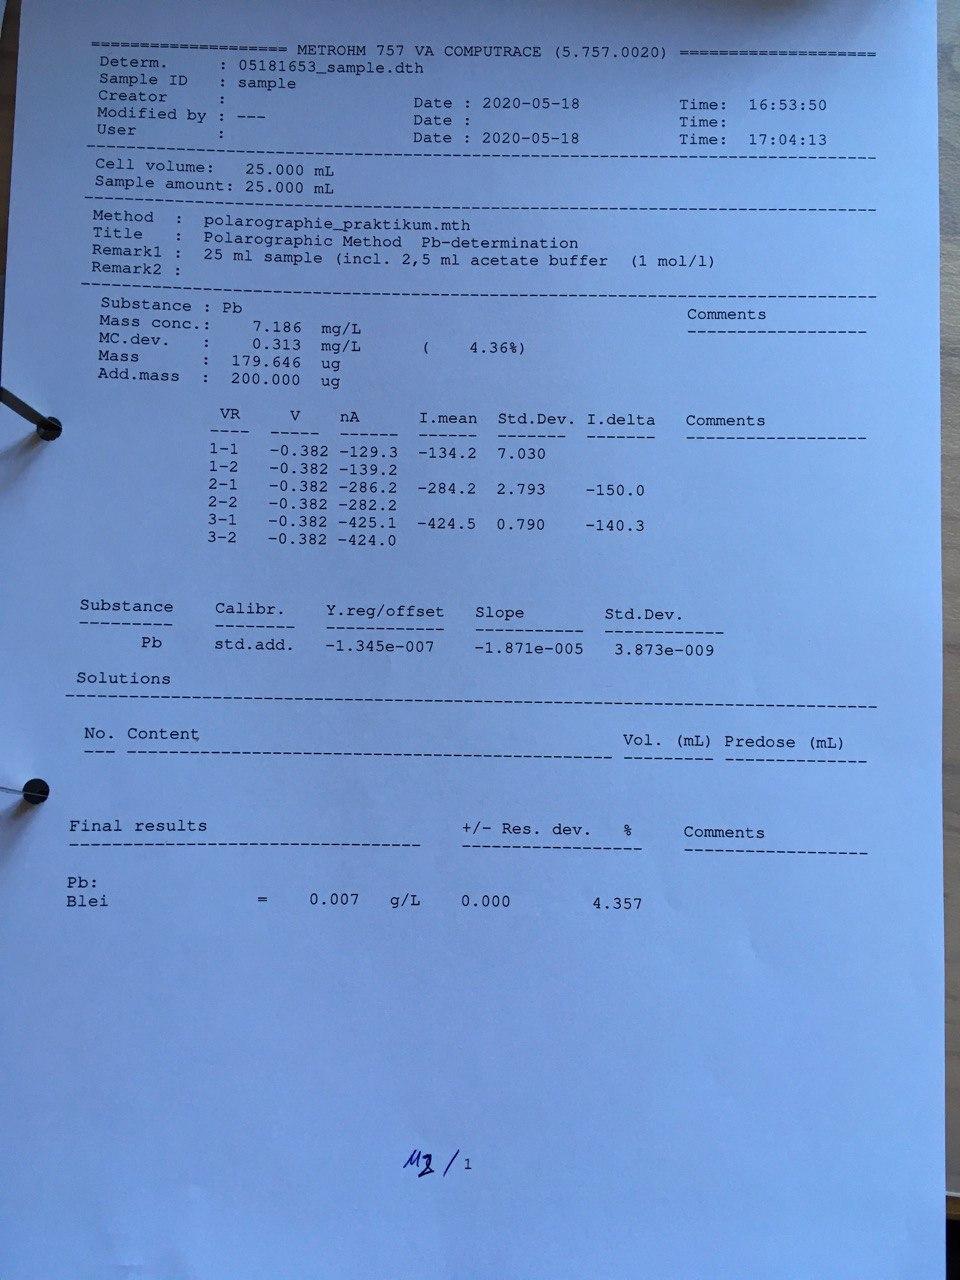 ==================== METROHM 757 VA COMPUTRACE (5.757.0020) ====================
Determ. : 05181653_sample.dth
Sample ID : sample
Creator : Date : 2020-05-18 Time: 16:53:50
Modified by : --- Date : Time:
User : Date : 2020-05-18 Time: 17:04:13
Cell volume: 25.000 mL
Sample amount: 25.000 mL
Method : polarographie_praktikum.mth
Title : Polarographic Method Pb-determination
Remark1 : 25 ml sample (incl. 2,5 ml acetate buffer (1 mol/l)
Remark2 :
Substance : Pb Comments
Mass conc.: 7.186 mg/L
MC.dev. : 0.313 mg/L ( 4.36%)
Mass : 179.646 ug
Add.mass : 200.000 ug
VR V nA I.mean Std.Dev. I.delta Comments
1-1 -0.382 -129.3 -134.2 7.030
1-2 -0.382 -139.2
2-1 -0.382 -286.2 -284.2 2.793 -150.0
2-2 -0.382 -282.2
3-1 -0.382 -425.1 -424.5 0.790 -140.3
3-2 -0.382 -424.0
Substance Calibr. Y.reg/offset Slope Std.Dev.
Pb std.add. -1.345e-007 -1.871e-005 3.873e-009
Solutions
No. Content Vol. (mL) Predose (mL)
Final results +/- Res. dev. % Comments
Pb:
Blei = 0.007 g/L 0.000 4.357
/ 1